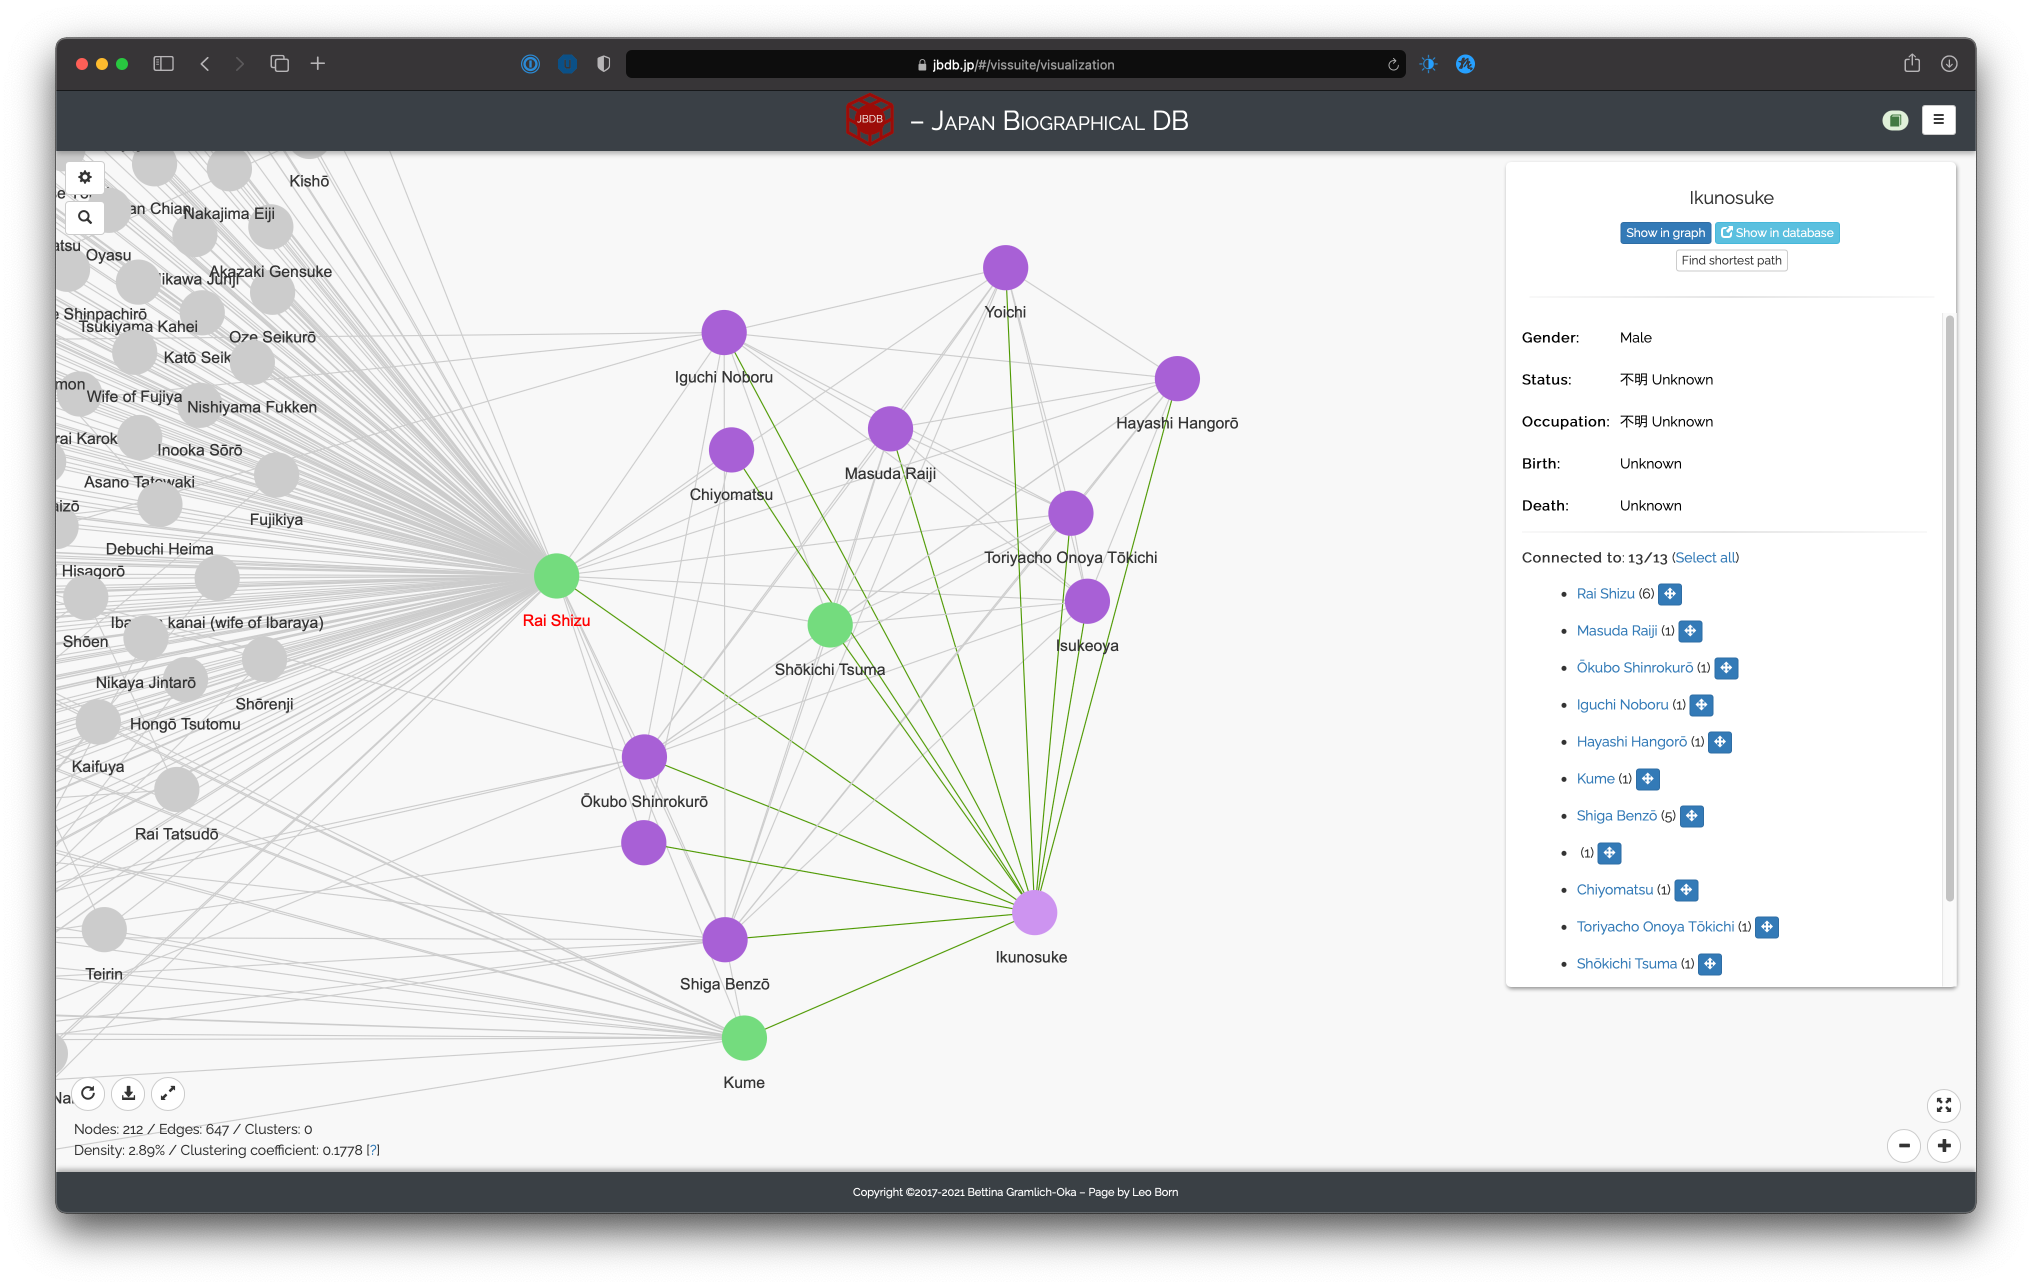 jbdb.jp/#/vissuite/visualization
JBDB
– Japan Biographical DB
Kishō
an Chian
Nakajima Eiji
atsu
Oyasu
Akazaki Gensuke
ikawa Junji
e Shinpachirō
Tsukiyama Kahei
Oze Seikurō
Katō Seik
mon
Wife of Fujiya
Nishiyama Fukken
rai Karok
Inooka Sōrō
Asano Tatewaki
aizō
Fujikiya
Debuchi Heima
Hisagorō
kanai (wife of Ibaraya)
Shōen
Nikaya Jintarō
Shōrenji
Hongō Tsutomu
Kaifuya
Rai Tatsudō
Teirin
Na
Yoichi
Iguchi Noboru
Hayashi Hangorō
Masuda Raiji
Chiyomatsu
Toriyacho Onoya Tōkichi
Rai Shizu
Isukeoya
Shōkichi Tsuma
Ōkubo Shinrokurō
Ikunosuke
Shiga Benzō
Kume
Nodes: 212 / Edges: 647 / Clusters: 0
Density: 2.89% / Clustering coefficient: 0.1778 [?]
Ikunosuke
Show in graph
Show in database
Find shortest path
Gender: Male
Status: 不明 Unknown
Occupation: 不明 Unknown
Birth: Unknown
Death: Unknown
Connected to: 13/13 (Select all)
Rai Shizu (6)
Masuda Raiji (1)
Ōkubo Shinrokurō (1)
Iguchi Noboru (1)
Hayashi Hangorō (1)
Kume (1)
Shiga Benzō (5)
(1)
Chiyomatsu (1)
Toriyacho Onoya Tōkichi (1)
Shōkichi Tsuma (1)
Copyright ©2017-2021 Bettina Gramlich-Oka – Page by Leo Born